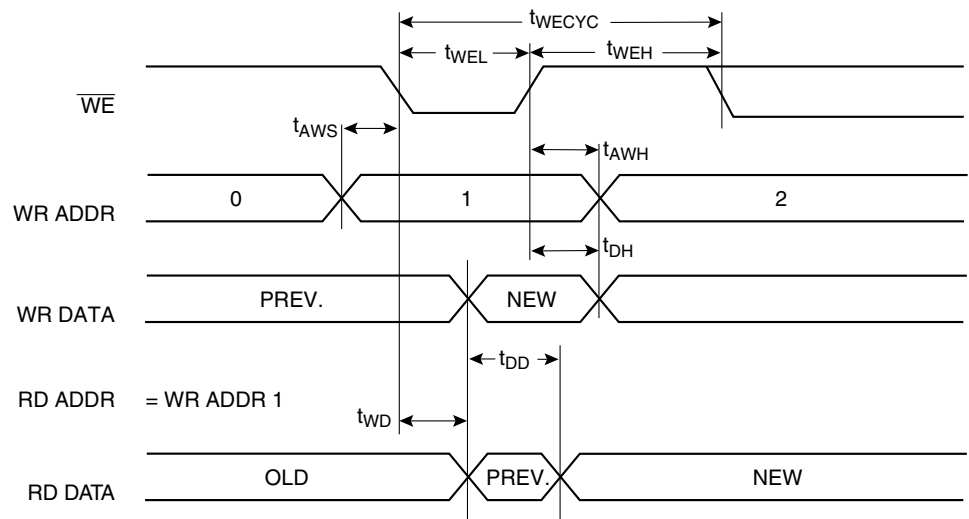 tWECYC
tWEL
tWEH
WE
tAWS
tAWH
WR ADDR
0
1
2
tDH
WR DATA
PREV.
NEW
tDD
RD ADDR = WR ADDR 1
tWD
RD DATA
OLD
PREV.
NEW